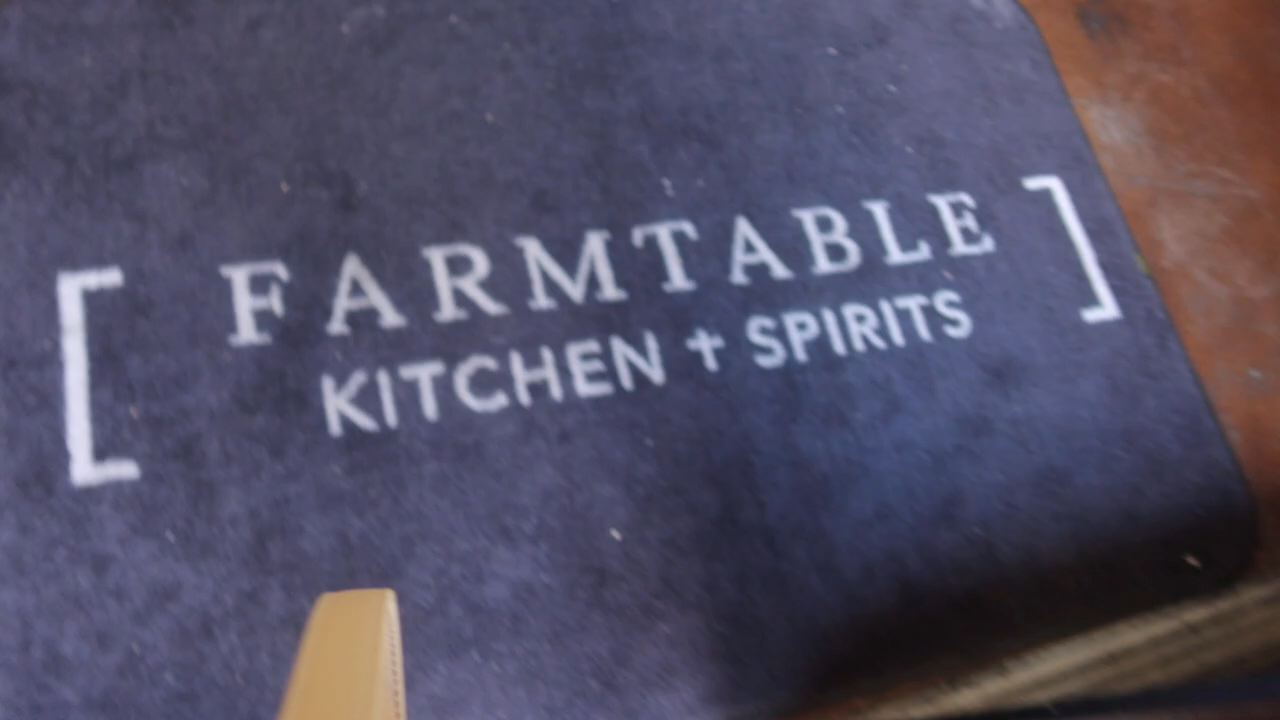 [ FARMTABLE ]
KITCHEN + SPIRITS